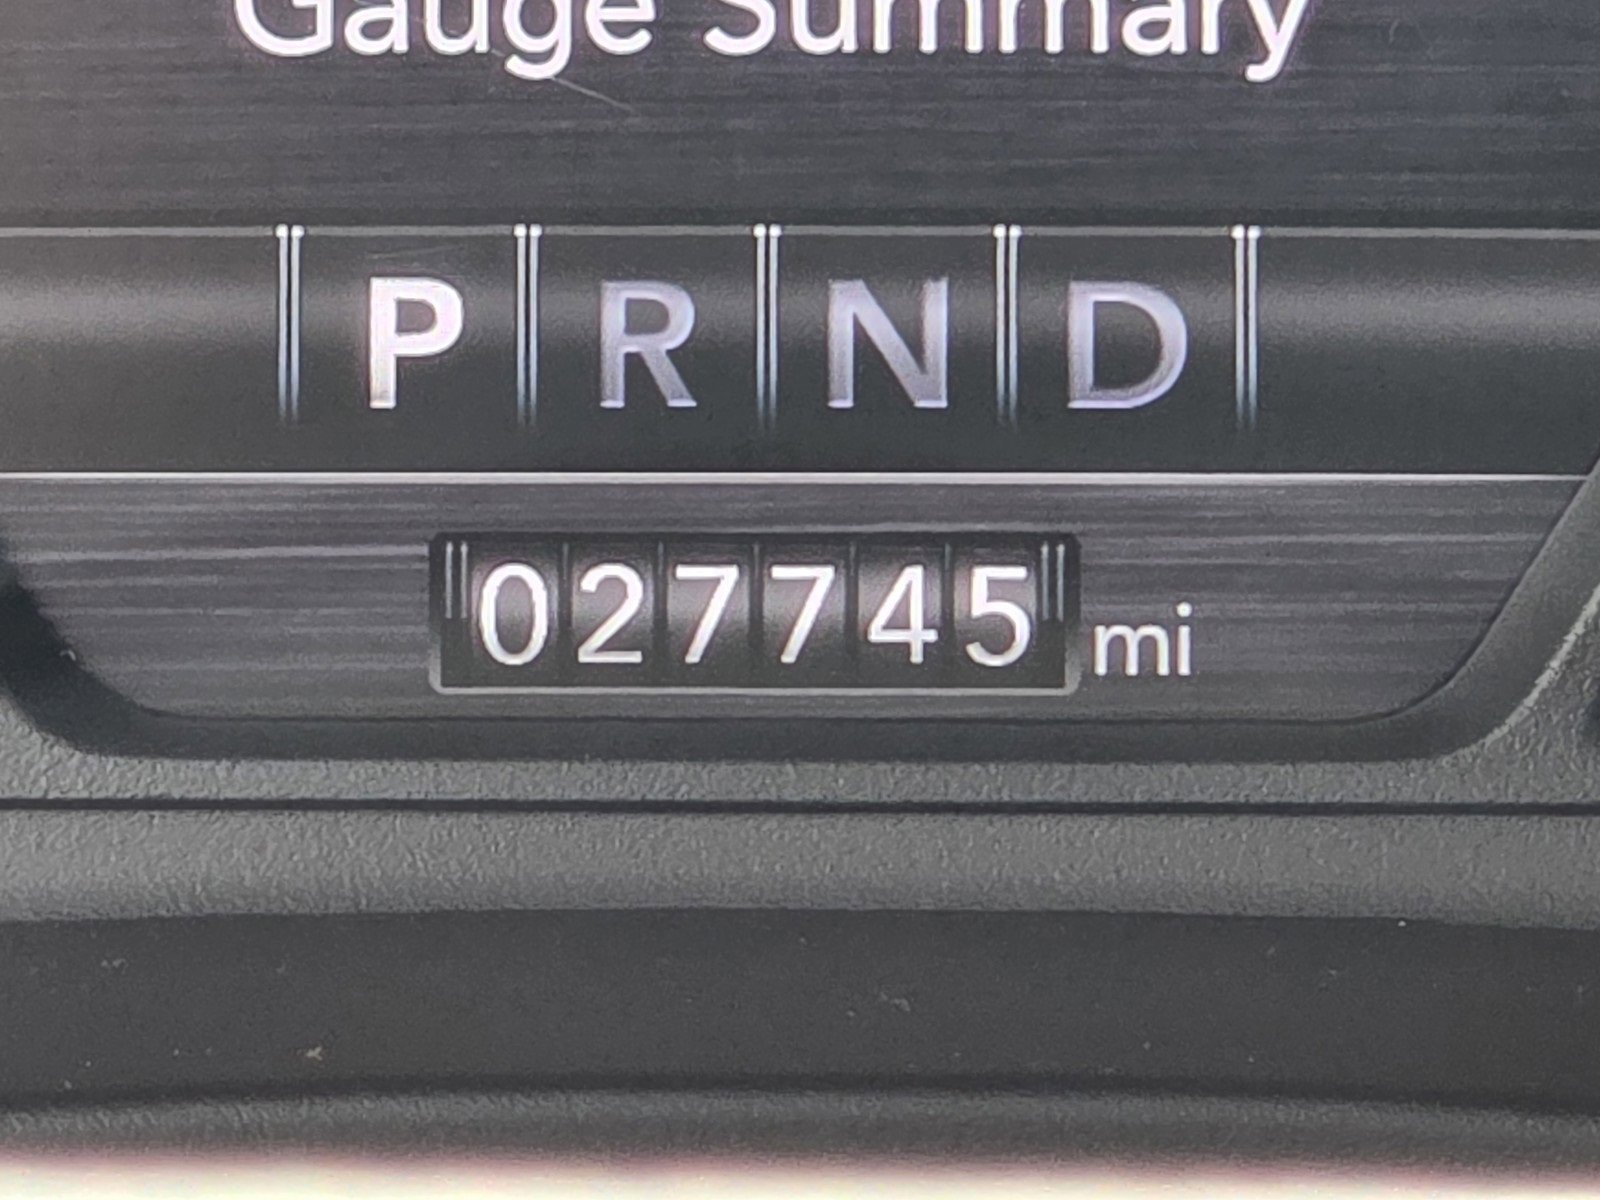 Gauge Summary
P R N D
027745 mi